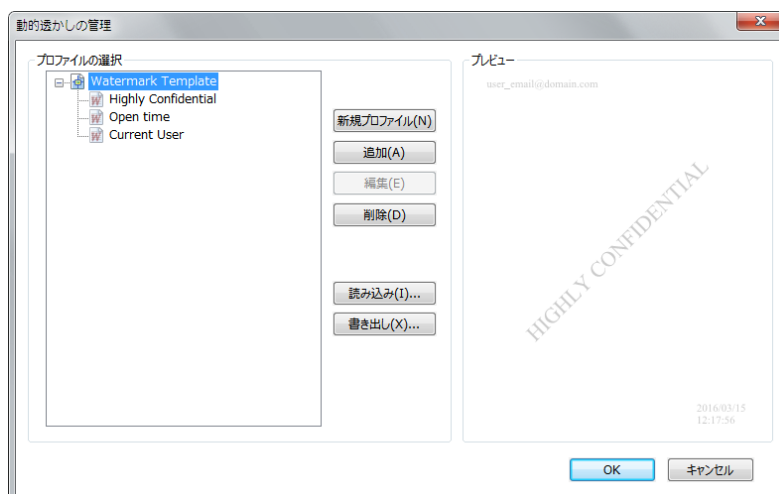 動的透かしの管理
プロファイルの選択
Watermark Template
Highly Confidential
Open time
Current User
新規プロファイル(N)
追加(A)
編集(E)
削除(D)
読み込み(I)...
書き出し(X)...
プレビュー
user_email@domain.com
HIGHLY CONFIDENTIAL
2016/03/15
12:17:56
OK
キャンセル